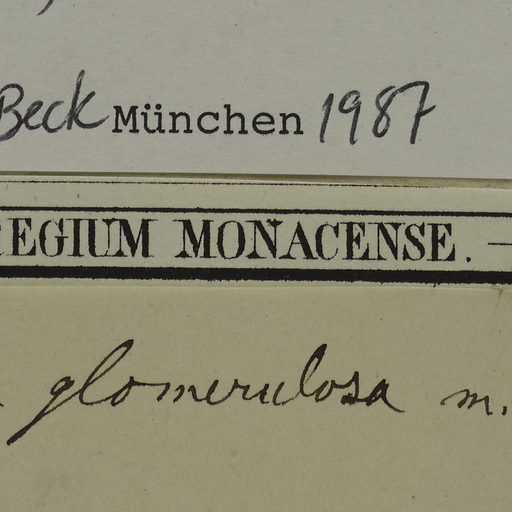 Beck München 1987
REGIUM MONACENSE. —
glomerulosa m.